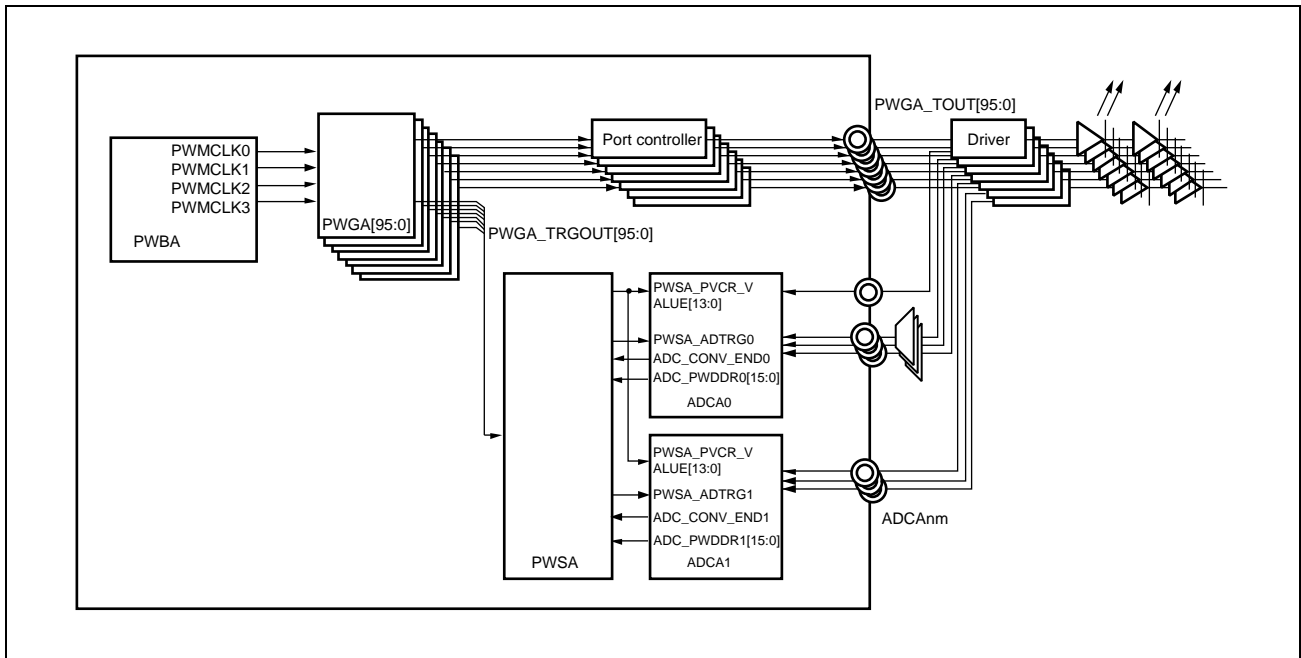 PWGA_TOUT[95:0]
Port controller
Driver
PWMCLK0
PWMCLK1
PWMCLK2
PWMCLK3
PWBA
PWGA[95:0]
PWGA_TRGOUT[95:0]
PWSA_PVCR_V
ALUE[13:0]
PWSA_ADTRG0
ADC_CONV_END0
ADC_PWDDR0[15:0]
ADCA0
PWSA_PVCR_V
ALUE[13:0]
PWSA_ADTRG1
ADC_CONV_END1
ADC_PWDDR1[15:0]
ADCA1
PWSA
ADCAnm